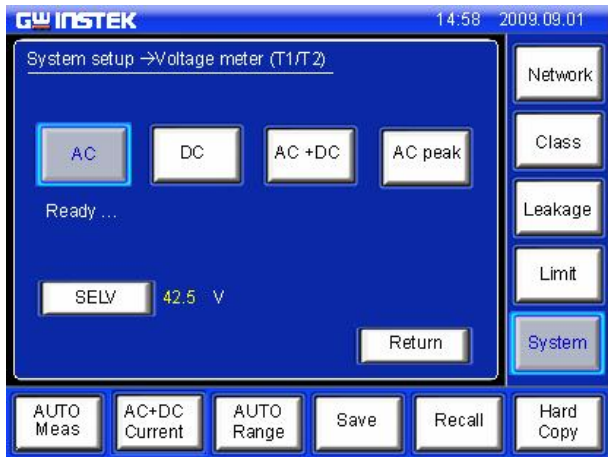 GW INSTEK 14:58 2009.09.01
System setup →Voltage meter (T1/T2)
Network
AC DC AC +DC AC peak
Class
Ready ...
Leakage
SELV 42.5 V
Limit
Return
System
AUTO Meas
AC+DC Current
AUTO Range
Save
Recall
Hard Copy